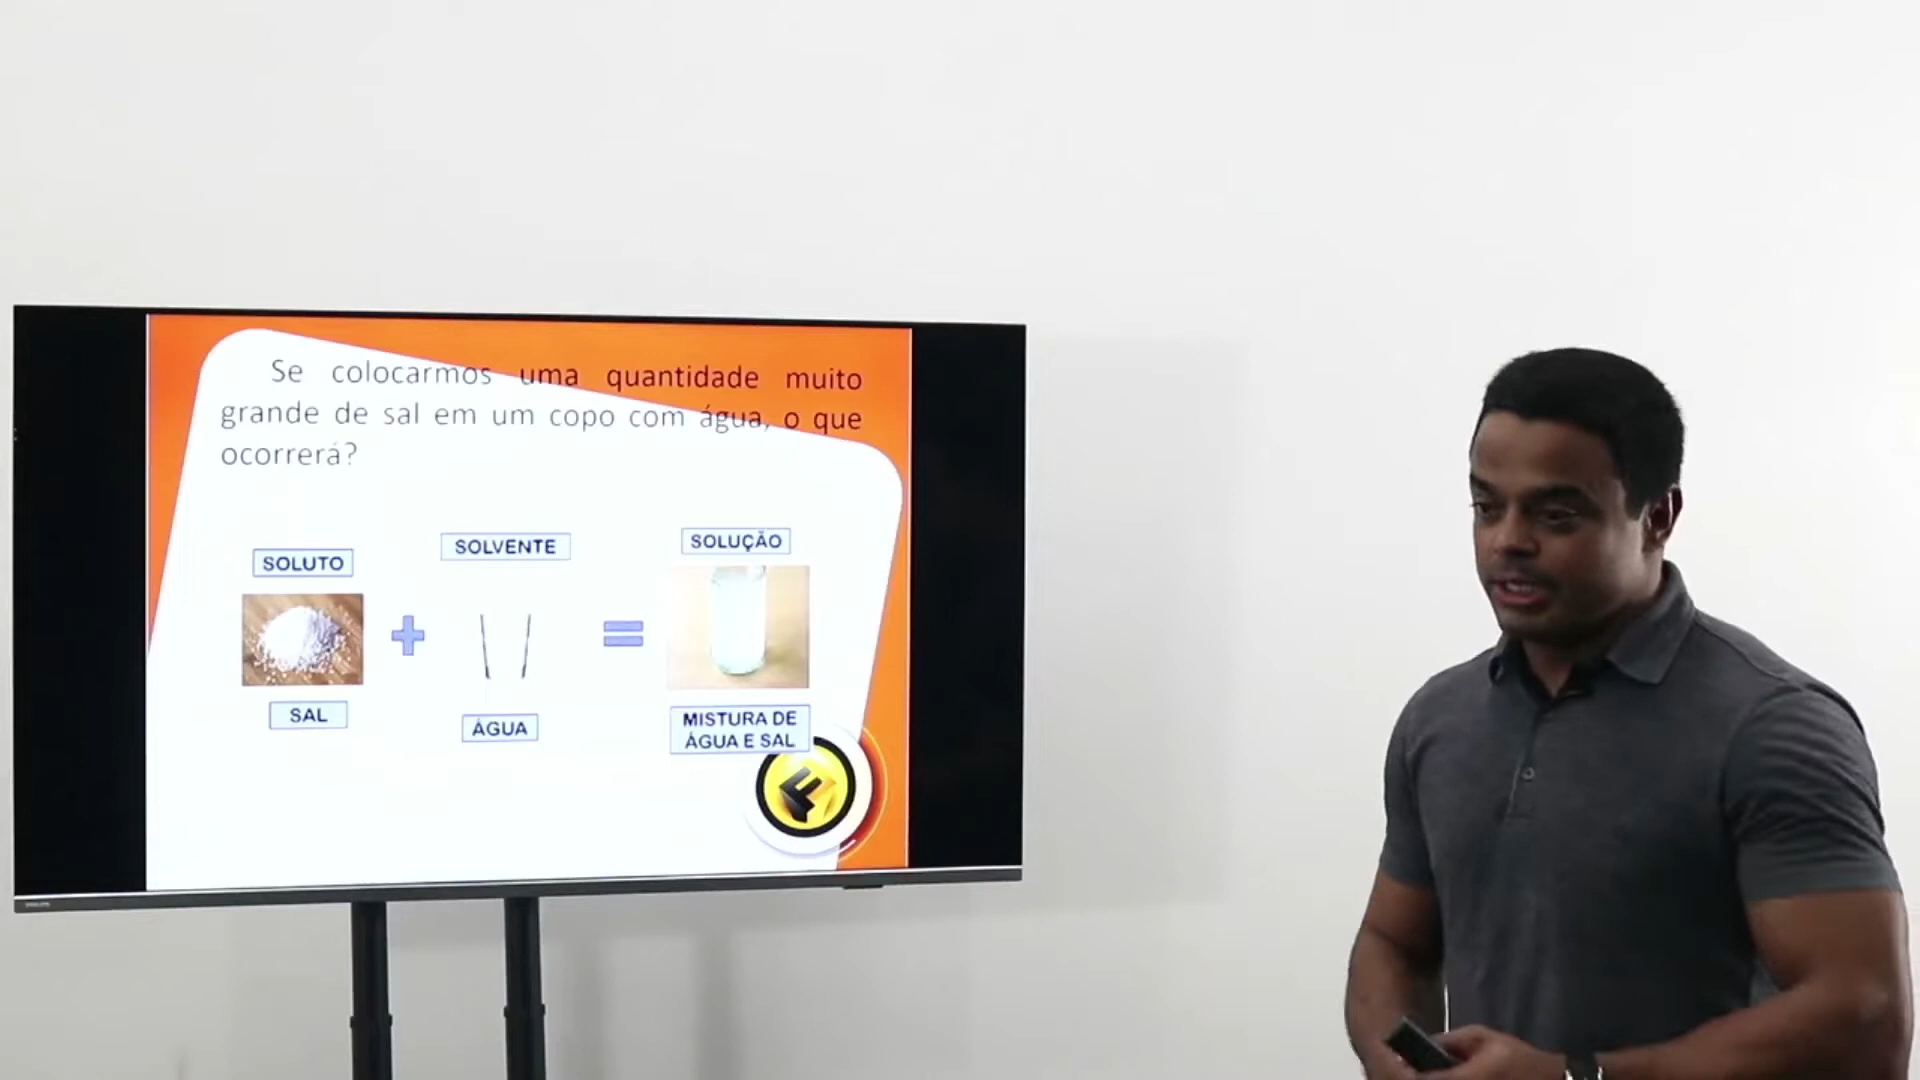 Se colocarmos uma quantidade muito
grande de sal em um copo com água, o que
ocorrerá?
SOLUTO
SOLVENTE
SOLUÇÃO
SAL
ÁGUA
MISTURA DE
ÁGUA E SAL
PHILIPS